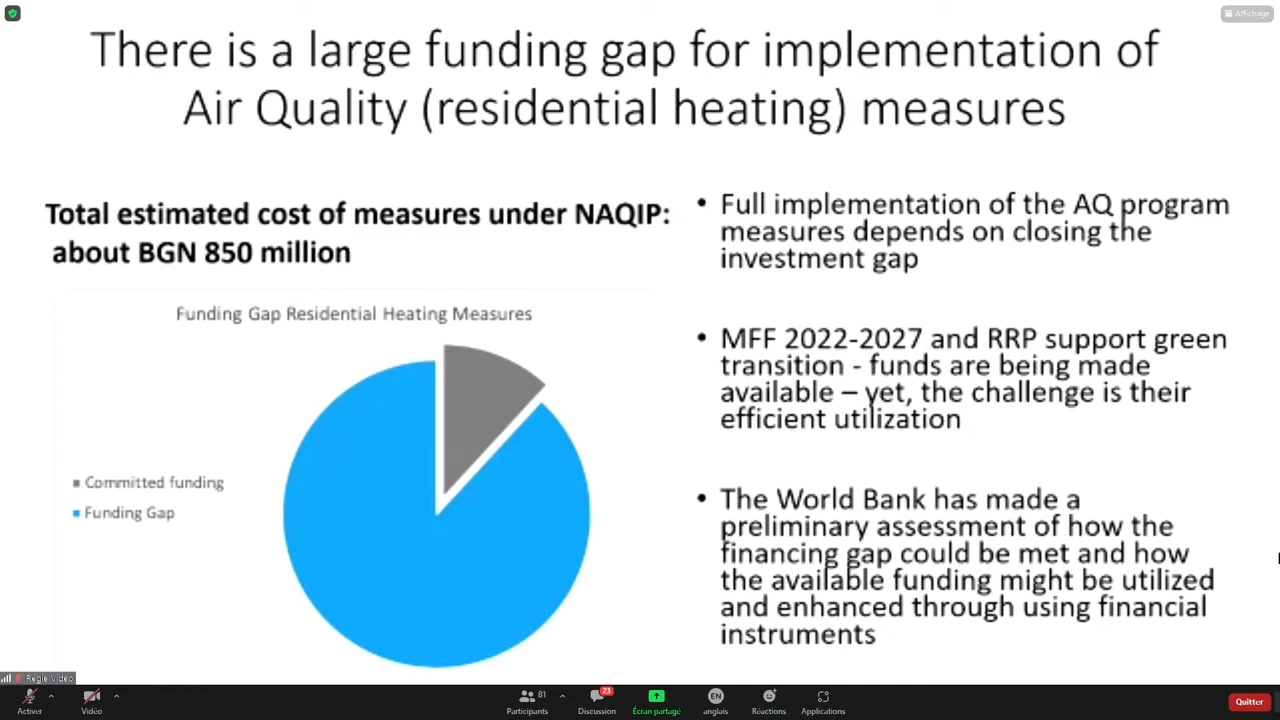 Affichage
There is a large funding gap for implementation of
Air Quality (residential heating) measures
Total estimated cost of measures under NAQIP:
about BGN 850 million
Funding Gap Residential Heating Measures
Committed funding
Funding Gap
• Full implementation of the AQ program
measures depends on closing the
investment gap
• MFF 2022-2027 and RRP support green
transition - funds are being made
available – yet, the challenge is their
efficient utilization
• The World Bank has made a
preliminary assessment of how the
financing gap could be met and how
the available funding might be utilized
and enhanced through using financial
instruments
Régie Vidéo
Activer
Vidéo
Participants
81
Discussion
23
Écran partagé
EN
anglais
Réactions
Applications
Quitter